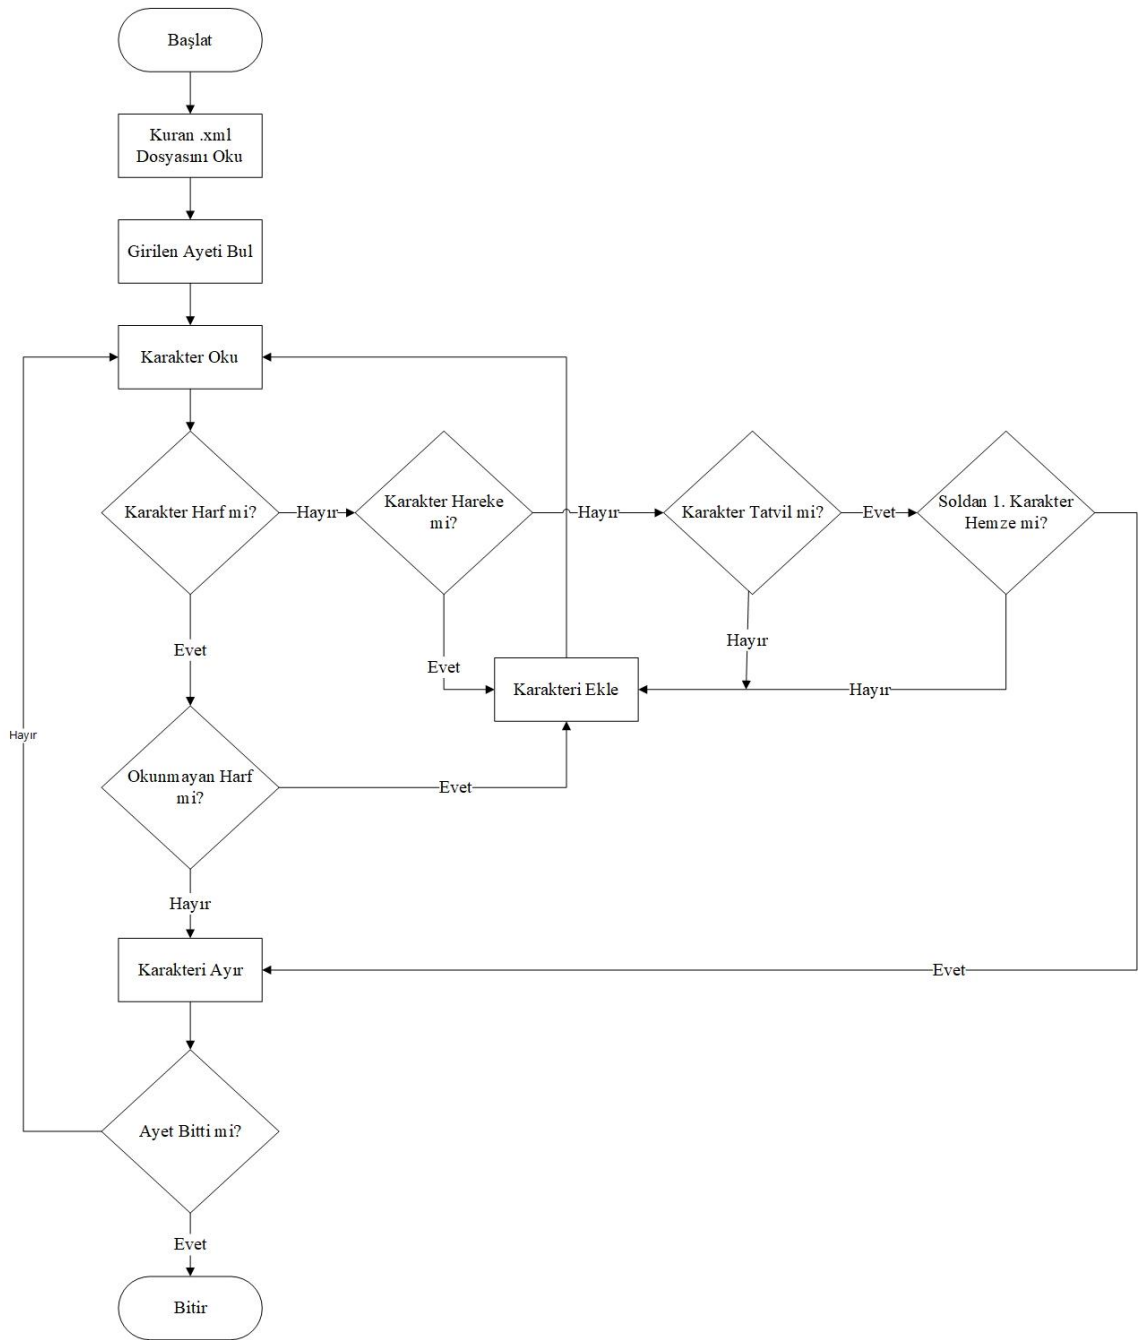 Başlat
Kuran .xml
Dosyasını Oku
Girilen Ayeti Bul
Karakter Oku
Karakter Harf mi?
Hayır
Karakter Hareke
mi?
Hayır
Karakter Tatvil mi?
Evet
Soldan 1. Karakter
Hemze mi?
Evet
Evet
Hayır
Karakteri Ekle
Hayır
Hayır
Okunmayan Harf
mi?
Evet
Hayır
Karakteri Ayır
Evet
Ayet Bitti mi?
Evet
Bitir